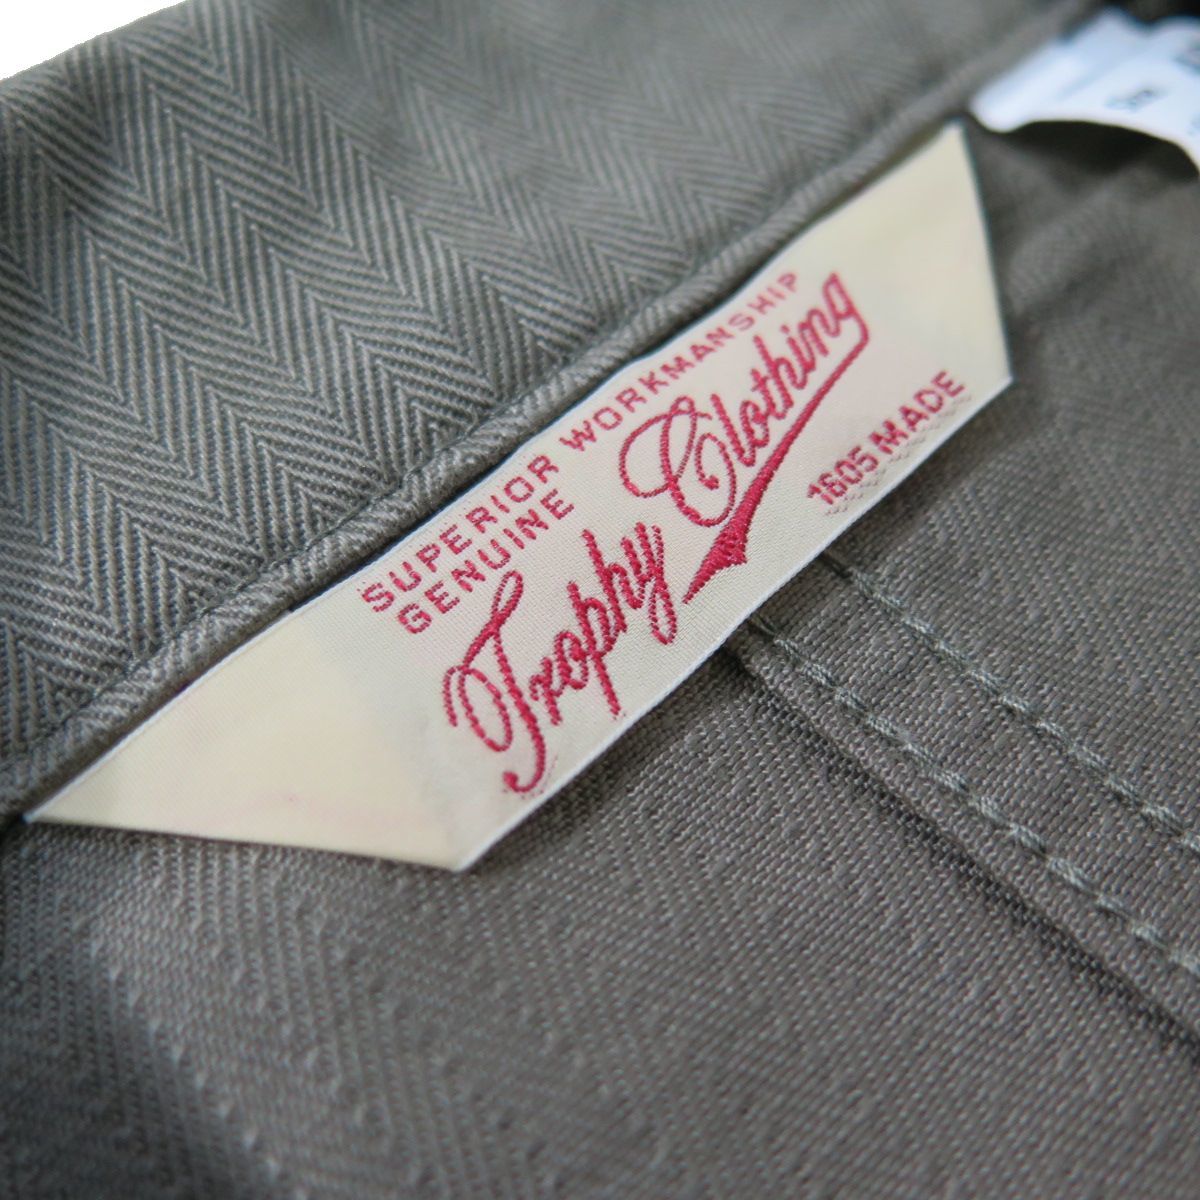 SUPERIOR WORKMANSHIP
GENUINE
Trophy Clothing
1605 MADE